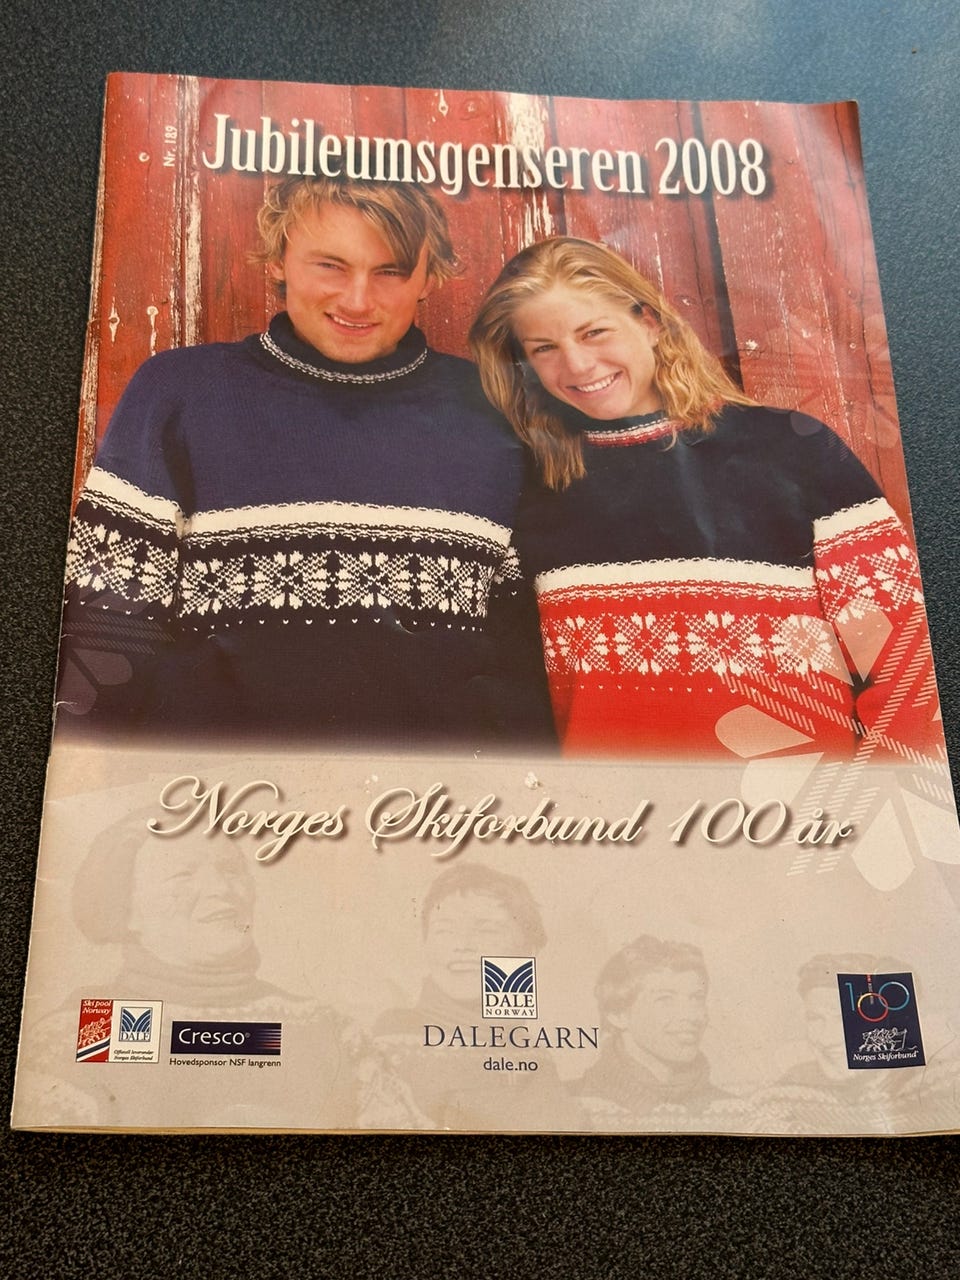 Nr. 189
Jubileumsgenseren 2008
Norges Skiforbund 100 år
Ski pool
Norway
DALE
Offisiell leverandør
Norges Skiforbund
Cresco®
Hovedsponsor NSF langrenn
DALE
NORWAY
DALEGARN
dale.no
100
Norges Skiforbund